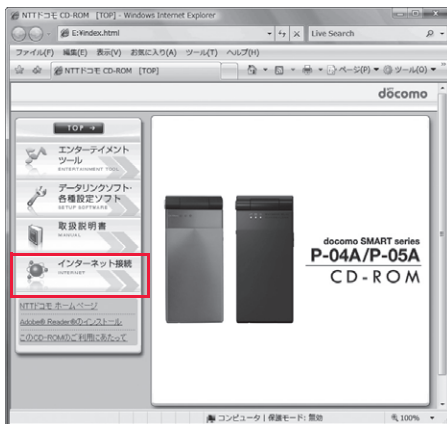 NTTドコモ CD-ROM [TOP] - Windows Internet Explorer
E:¥index.html
Live Search
ファイル(F) 編集(E) 表示(V) お気に入り(A) ツール(T) ヘルプ(H)
NTTドコモ CD-ROM [TOP]
ページ(P) ツール(O)
döcomo
TOP
エンターテイメント
ツール
ENTERTAINMENT TOOL
データリンクソフト・
各種設定ソフト
SETUP SOFTWARE
取扱説明書
MANUAL
インターネット接続
INTERNET
NTTドコモ ホームページ
Adobe® Reader®のインストール
このCD-ROMのご利用にあたって
docomo SMART series
P-04A/P-05A
CD-ROM
コンピュータ | 保護モード: 無効
100%